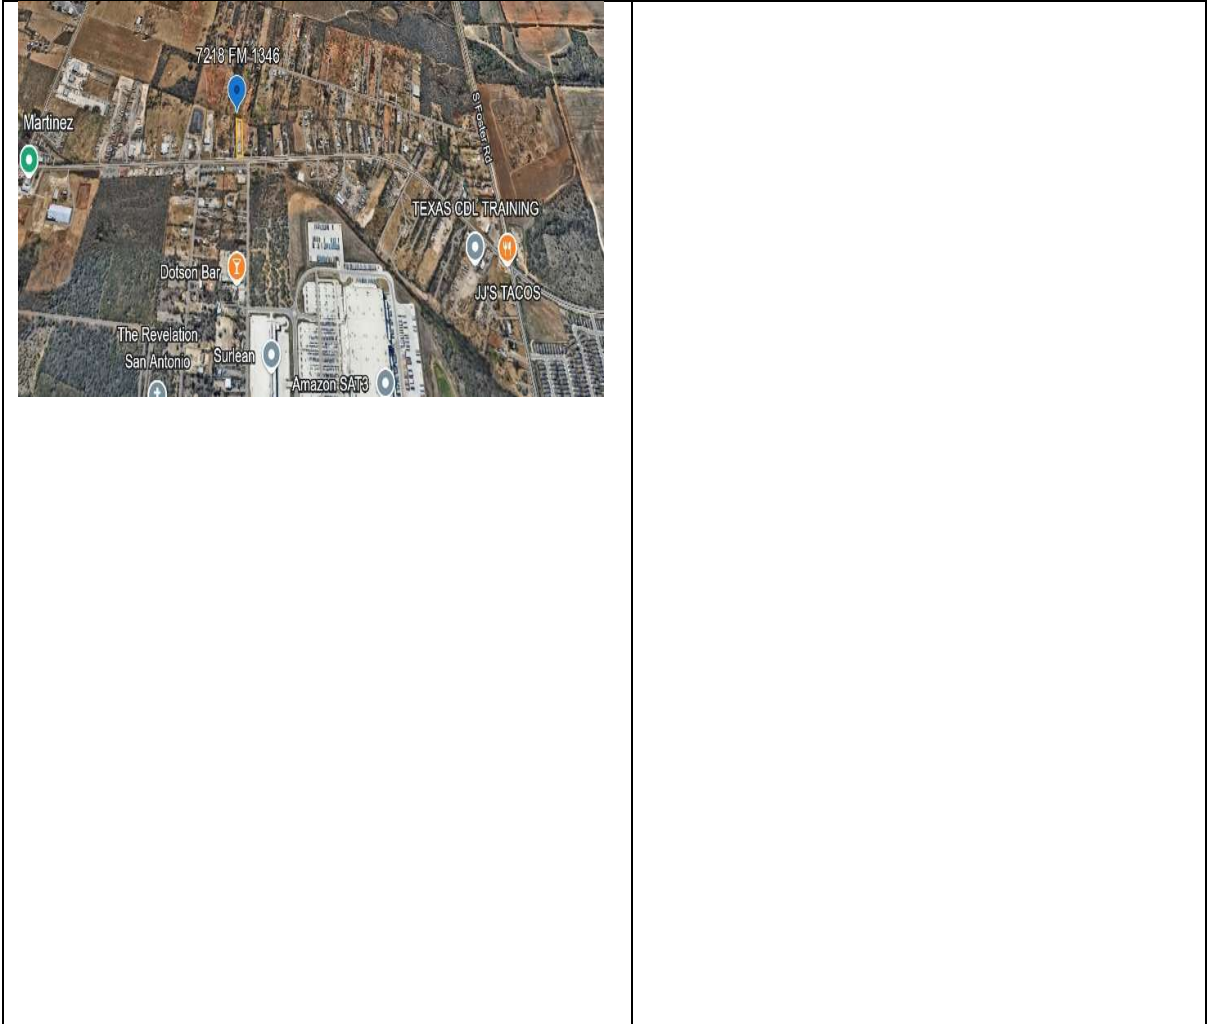 7218 FM 1346
Martinez
S Foster Rd
TEXAS CDL TRAINING
Dotson Bar
JJ'S TACOS
The Revelation
San Antonio
Surlean
Amazon SAT3